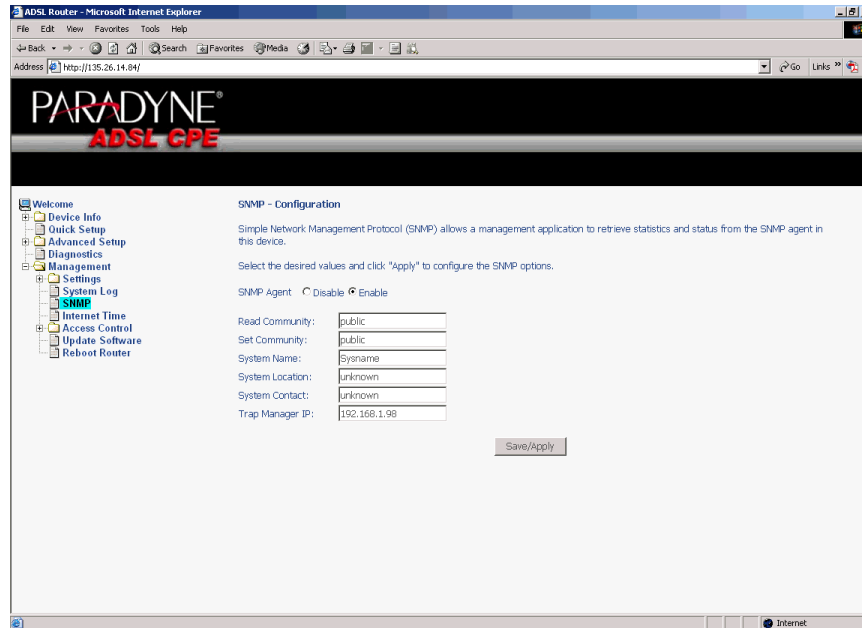 ADSL Router - Microsoft Internet Explorer
File Edit View Favorites Tools Help
Back Search Favorites Media
Address http://135.26.14.84/ Go Links »
PARADYNE®
ADSL CPE
Welcome
Device Info
Quick Setup
Advanced Setup
Diagnostics
Management
Settings
System Log
SNMP
Internet Time
Access Control
Update Software
Reboot Router
SNMP - Configuration
Simple Network Management Protocol (SNMP) allows a management application to retrieve statistics and status from the SNMP agent in
this device.
Select the desired values and click "Apply" to configure the SNMP options.
SNMP Agent Disable Enable
Read Community: public
Set Community: public
System Name: Sysname
System Location: unknown
System Contact: unknown
Trap Manager IP: 192.168.1.98
Save/Apply
Internet